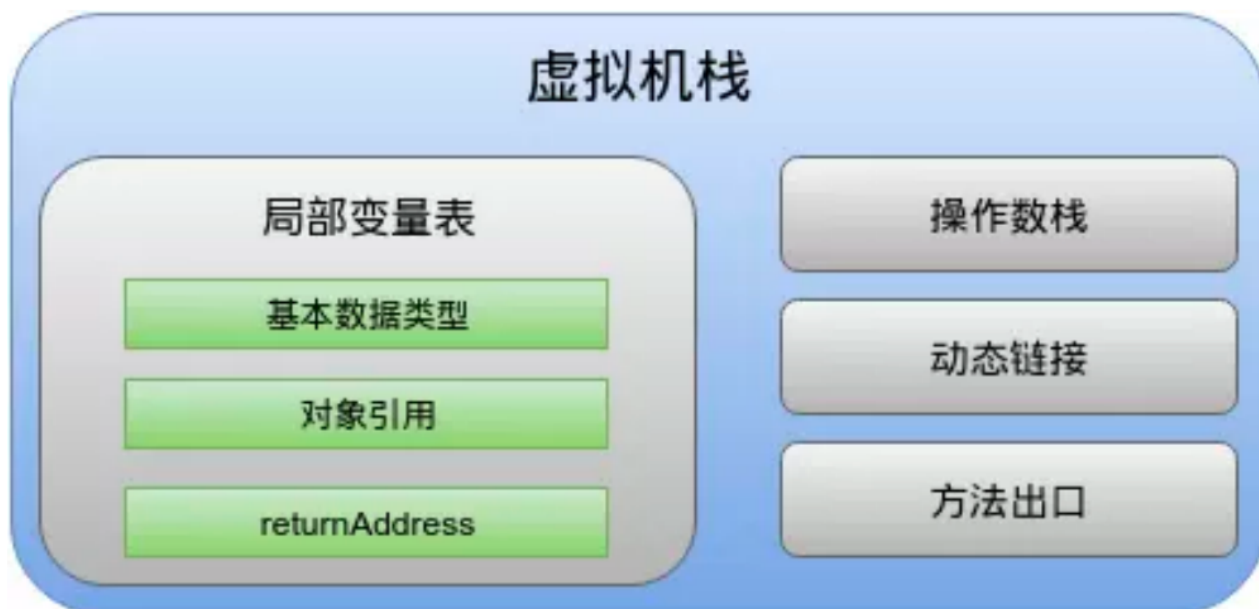 虚拟机栈
局部变量表
基本数据类型
对象引用
returnAddress
操作数栈
动态链接
方法出口